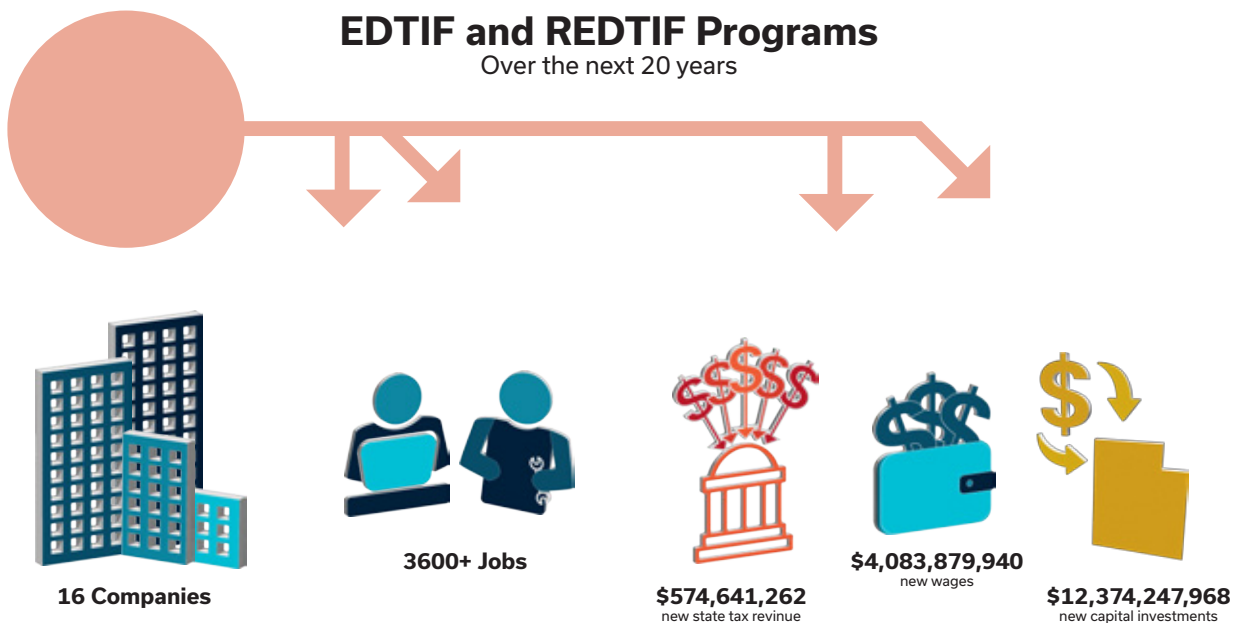 EDTIF and REDTIF Programs
Over the next 20 years
16 Companies
3600+ Jobs
$574,641,262
new state tax revinue
$4,083,879,940
new wages
$12,374,247,968
new capital investments